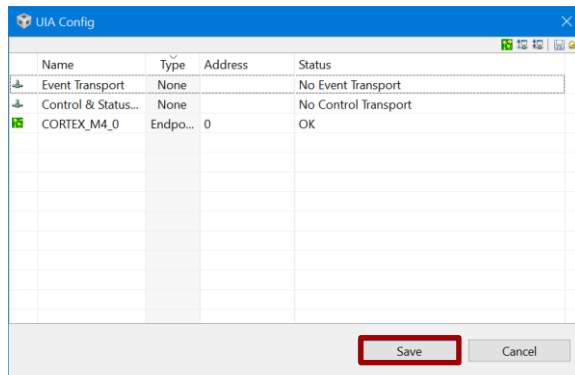 UIA Config
Name Type Address Status
Event Transport None No Event Transport
Control & Status... None No Control Transport
CORTEX_M4_0 Endpo... 0 OK
Save Cancel